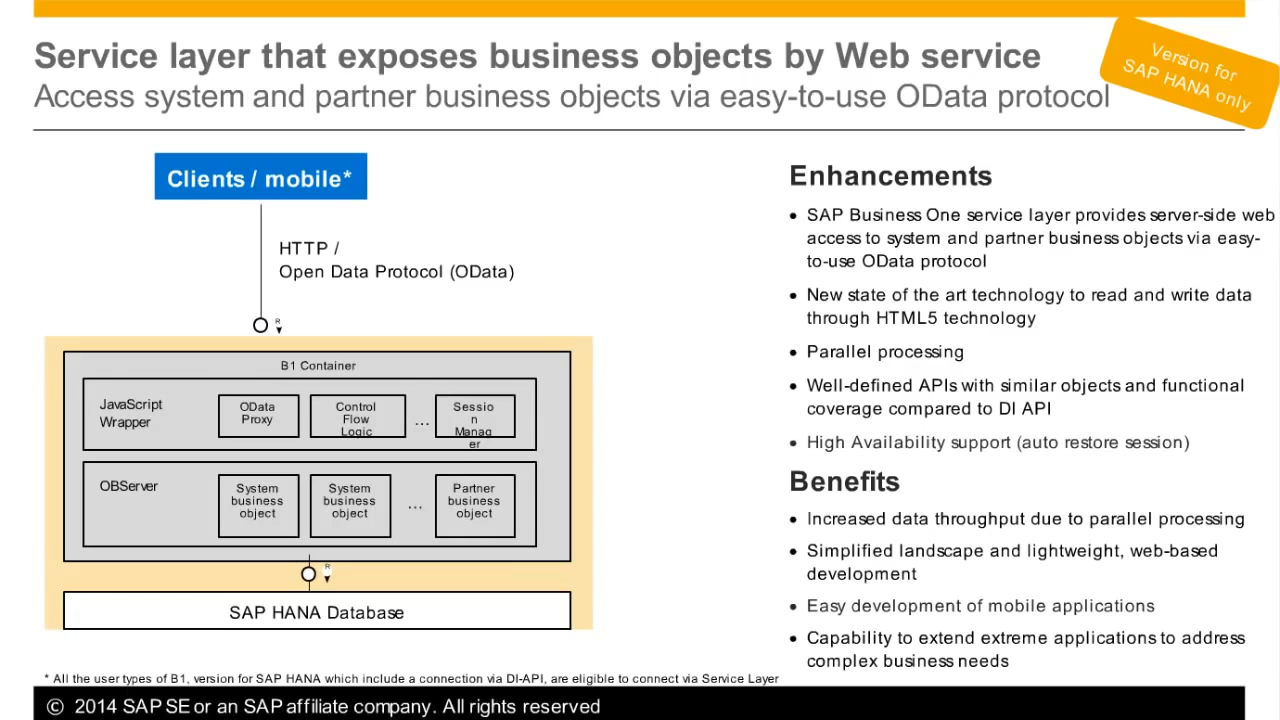 Service layer that exposes business objects by Web service
Access system and partner business objects via easy-to-use OData protocol
Version for
SAP HANA only
Clients / mobile*
HTTP /
Open Data Protocol (OData)
R
B1 Container
JavaScript
Wrapper
OData
Proxy
Control
Flow
Logic
...
Sessio
n
Manag
er
OBServer
System
business
object
System
business
object
...
Partner
business
object
R
SAP HANA Database
Enhancements
• SAP Business One service layer provides server-side web
access to system and partner business objects via easy-
to-use OData protocol
• New state of the art technology to read and write data
through HTML5 technology
• Parallel processing
• Well-defined APIs with similar objects and functional
coverage compared to DI API
• High Availability support (auto restore session)
Benefits
• Increased data throughput due to parallel processing
• Simplified landscape and lightweight, web-based
development
• Easy development of mobile applications
• Capability to extend extreme applications to address
complex business needs
* All the user types of B1, version for SAP HANA which include a connection via DI-API, are eligible to connect via Service Layer
© 2014 SAP SE or an SAP affiliate company. All rights reserved